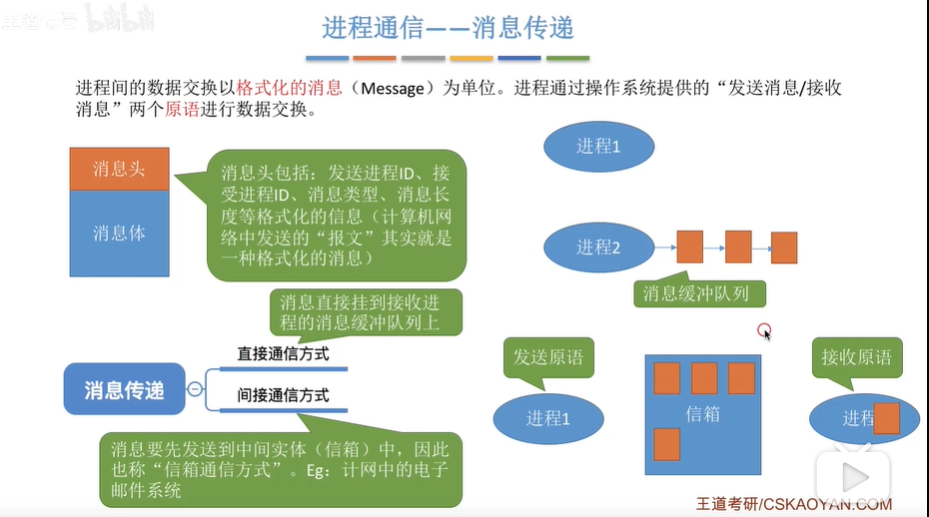 王道考研 bilibili
进程通信——消息传递
进程间的数据交换以格式化的消息（Message）为单位。进程通过操作系统提供的“发送消息/接收
消息”两个原语进行数据交换。
消息头
消息体
消息头包括：发送进程ID、接
受进程ID、消息类型、消息长
度等格式化的信息（计算机网
络中发送的“报文”其实就是
一种格式化的消息）
进程1
进程2
消息缓冲队列
消息直接挂到接收进
程的消息缓冲队列上
消息传递
直接通信方式
间接通信方式
消息要先发送到中间实体（信箱）中，因此
也称“信箱通信方式”。Eg：计网中的电子
邮件系统
发送原语
进程1
信箱
接收原语
进程
王道考研/CSKAOYAN.COM